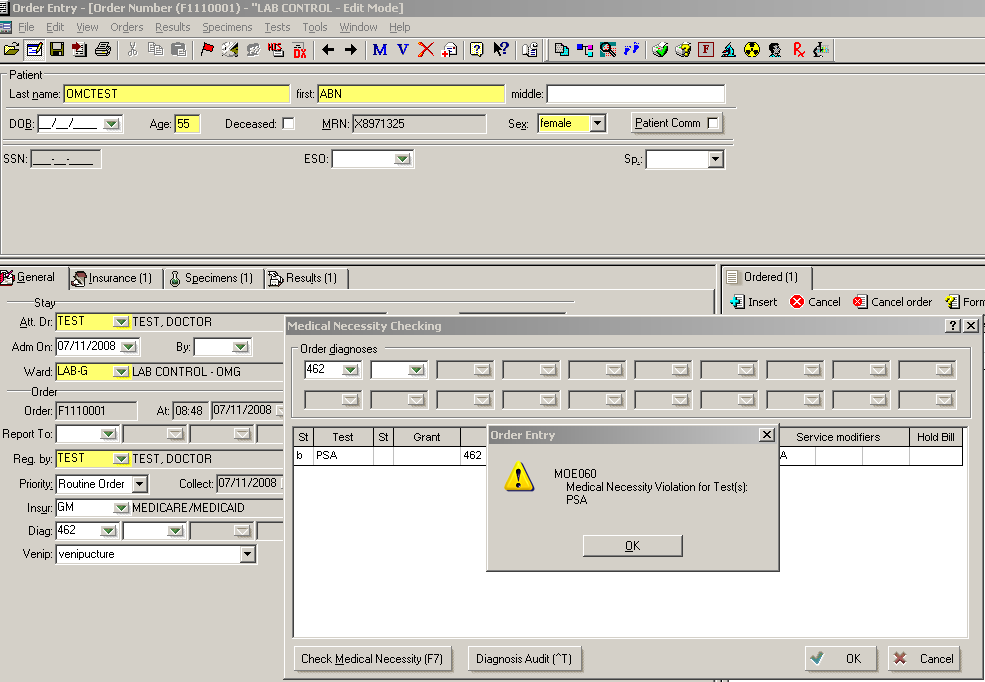 Order Entry - [Order Number (F1110001) - "LAB CONTROL - Edit Mode]
File Edit View Orders Results Specimens Tests Tools Window Help
Patient
Last name: OMCTEST first: ABN middle:
DOB: __/__/____ Age: 55 Deceased: MRN: X8971325 Sex: female Patient Comm
SSN: ___-__-____ ESO: Sp.:
General Insurance (1) Specimens (1) Results (1) Ordered (1)
Insert Cancel Cancel order Form
Stay
Att. Dr: TEST TEST, DOCTOR
Adm On: 07/11/2008 By:
Ward: LAB-G LAB CONTROL - OMG
Order
Order: F1110001 At: 08:48 07/11/2008
Report To:
Reg. by: TEST TEST, DOCTOR
Priority: Routine Order Collect: 07/11/2008
Insur: GM MEDICARE/MEDICAID
Diag: 462
Venip: venipucture
Medical Necessity Checking
Order diagnoses
462
St Test St Grant Service modifiers Hold Bill
b PSA 462 A
Order Entry
MOE060
Medical Necessity Violation for Test(s):
PSA
OK
Check Medical Necessity (F7) Diagnosis Audit (^T) OK Cancel